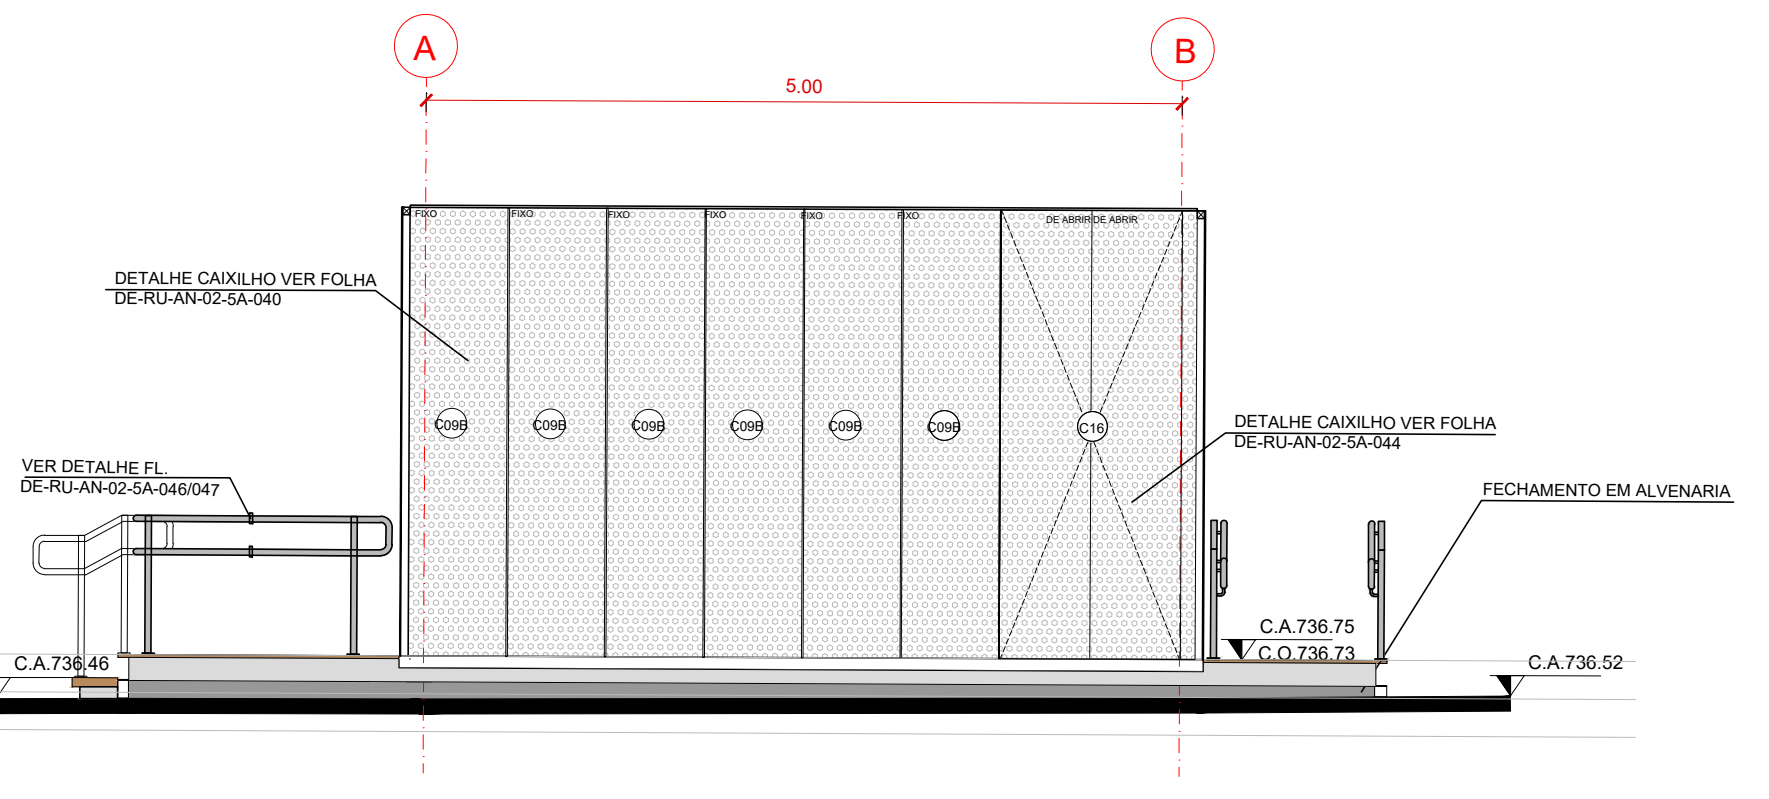 A
B
5.00
FIXO
FIXO
FIXO
FIXO
FIXO
FIXO
DE ABRIR DE ABRIR
DETALHE CAIXILHO VER FOLHA
DE-RU-AN-02-5A-040
C09B
C09B
C09B
C09B
C09B
C09B
C16
DETALHE CAIXILHO VER FOLHA
DE-RU-AN-02-5A-044
VER DETALHE FL.
DE-RU-AN-02-5A-046/047
FECHAMENTO EM ALVENARIA
C.A.736.75
C.O.736.73
C.A.736.46
C.A.736.52